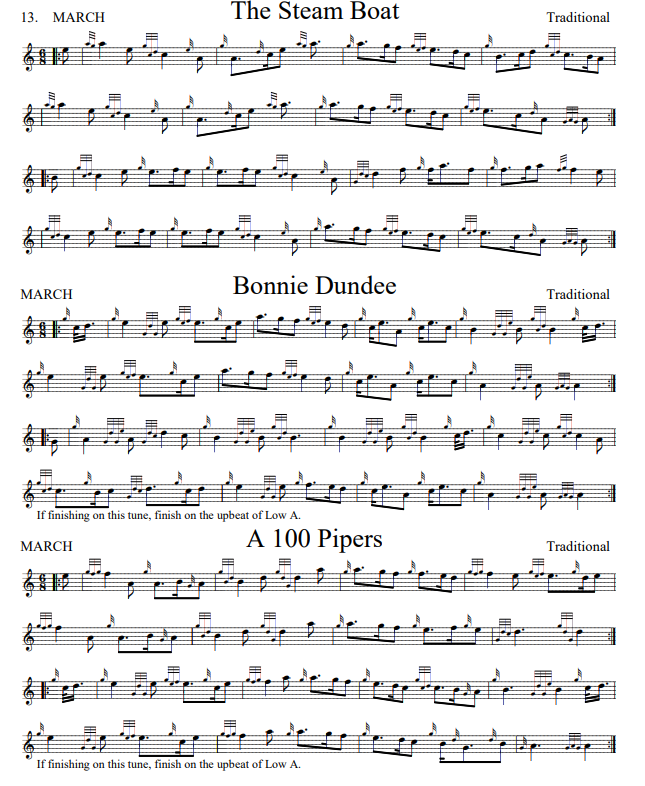 The Steam Boat
13. MARCH Traditional
Bonnie Dundee
MARCH Traditional
If finishing on this tune, finish on the upbeat of Low A.
A 100 Pipers
MARCH Traditional
If finishing on this tune, finish on the upbeat of Low A.